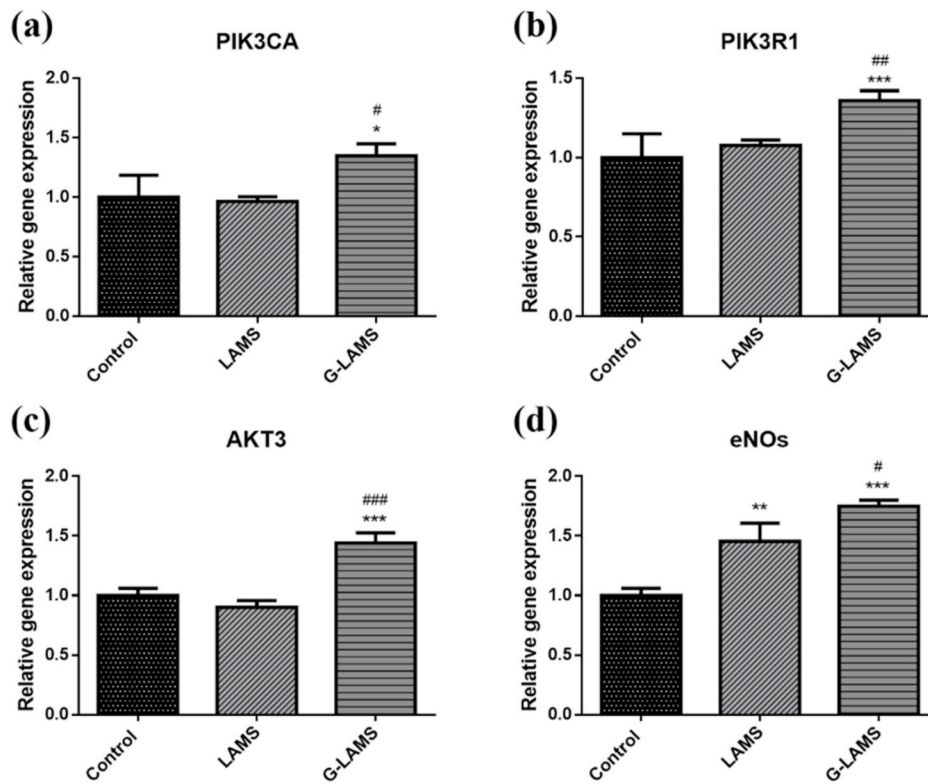 (a)
PIK3CA
Relative gene expression
2.0
1.5
1.0
0.5
0.0
#
*
Control
LAMS
G-LAMS
(b)
PIK3R1
Relative gene expression
1.5
1.0
0.5
0.0
##
***
Control
LAMS
G-LAMS
(c)
AKT3
Relative gene expression
2.0
1.5
1.0
0.5
0.0
###
***
Control
LAMS
G-LAMS
(d)
eNOs
Relative gene expression
2.0
1.5
1.0
0.5
0.0
**
#
***
Control
LAMS
G-LAMS